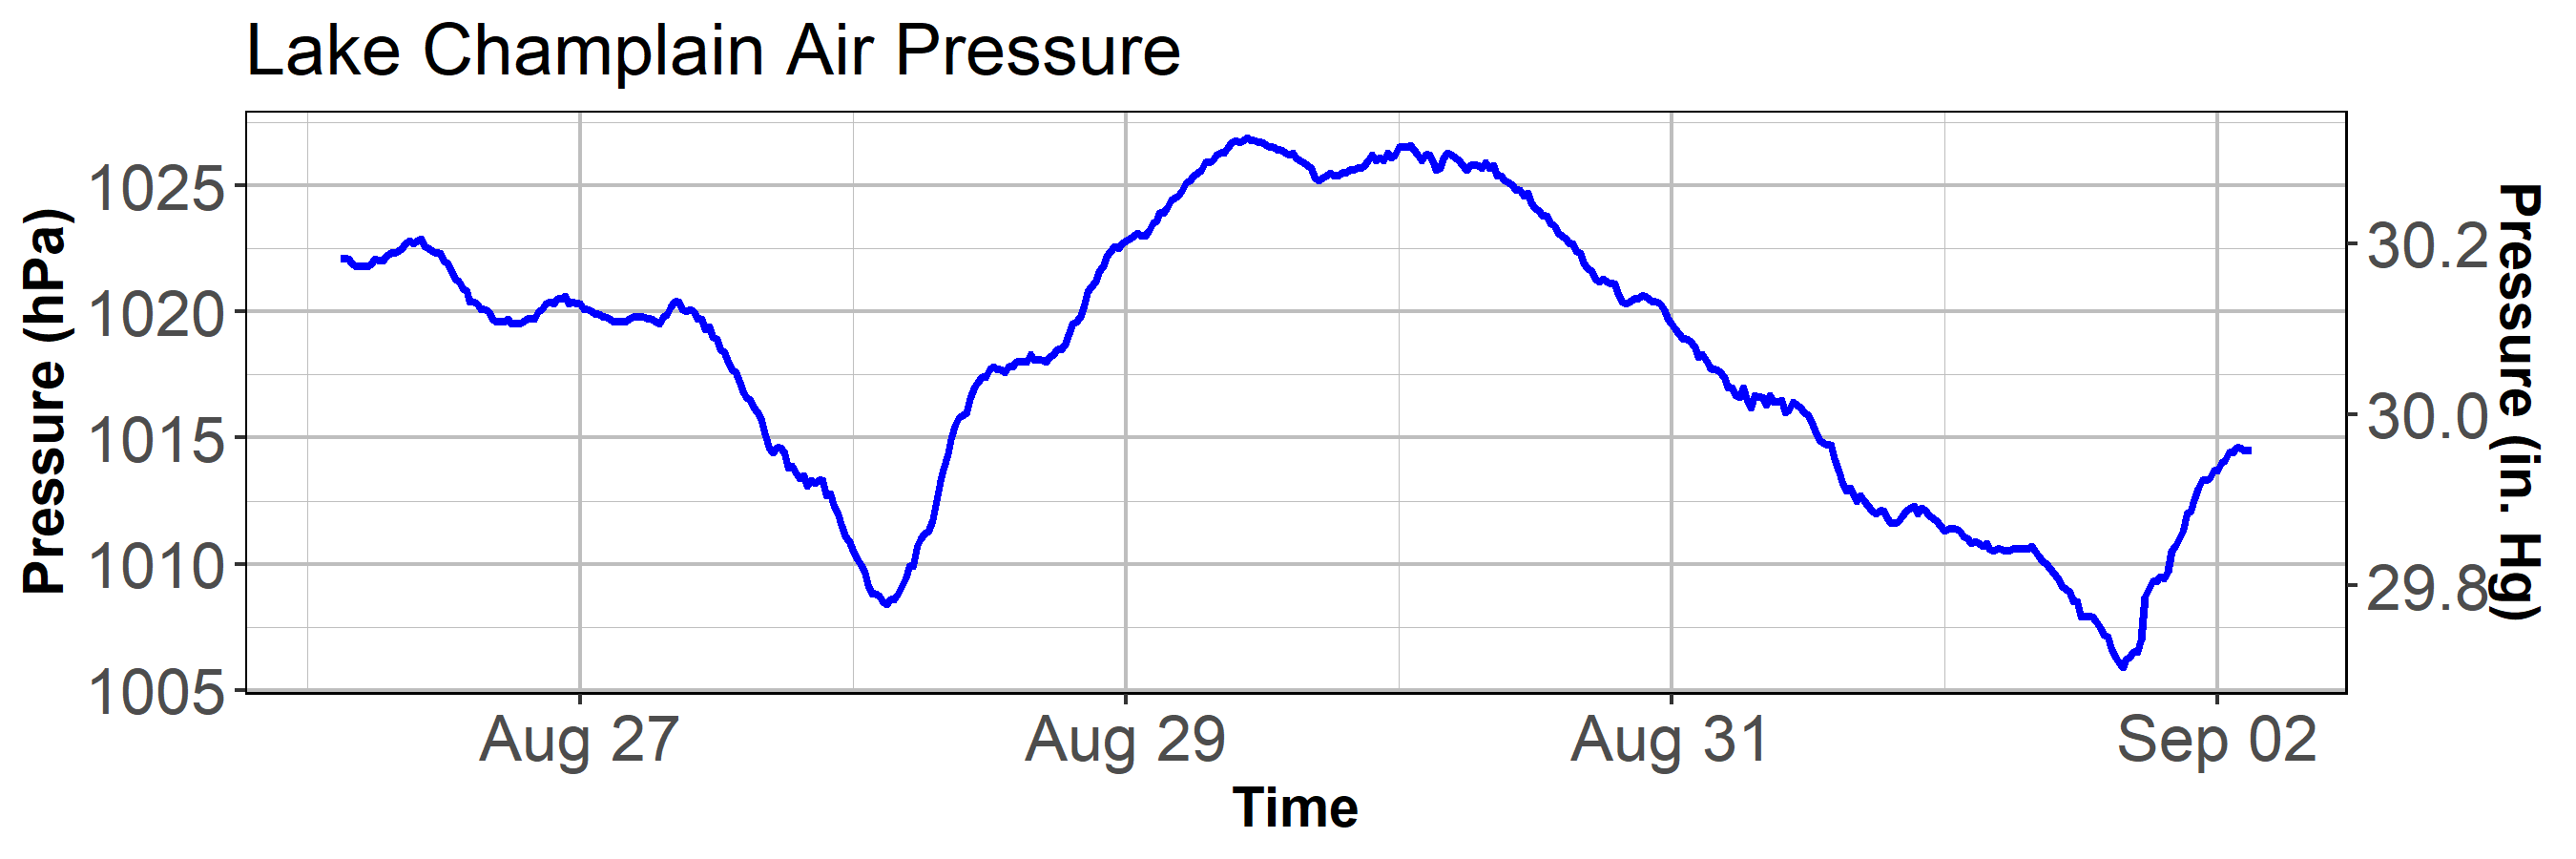 Lake Champlain Air Pressure
Pressure (hPa)
1025
1020
1015
1010
1005
30.2
30.0
29.8
Pressure (in. Hg)
Aug 27
Aug 29
Aug 31
Sep 02
Time